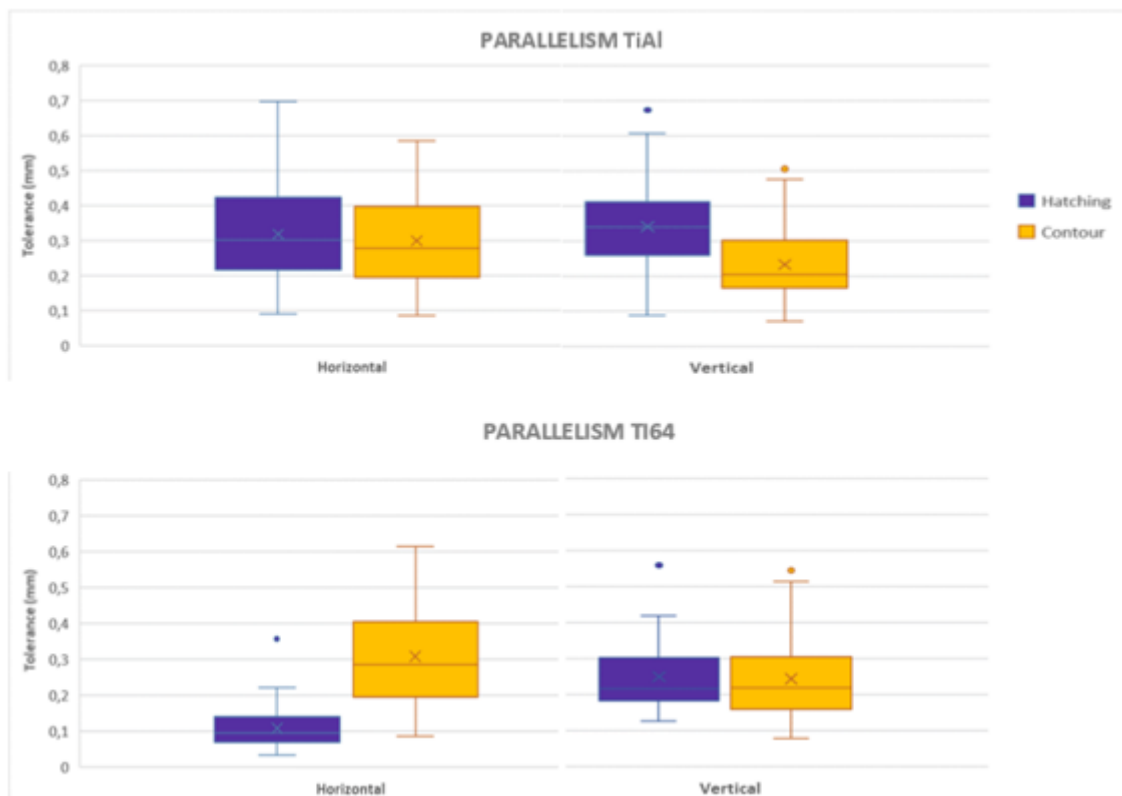 PARALLELISM TiAl
Tolerance (mm)
0,8
0,7
0,6
0,5
0,4
0,3
0,2
0,1
0
Horizontal
Vertical
Hatching
Contour
PARALLELISM TI64
Tolerance (mm)
0,8
0,7
0,6
0,5
0,4
0,3
0,2
0,1
0
Horizontal
Vertical